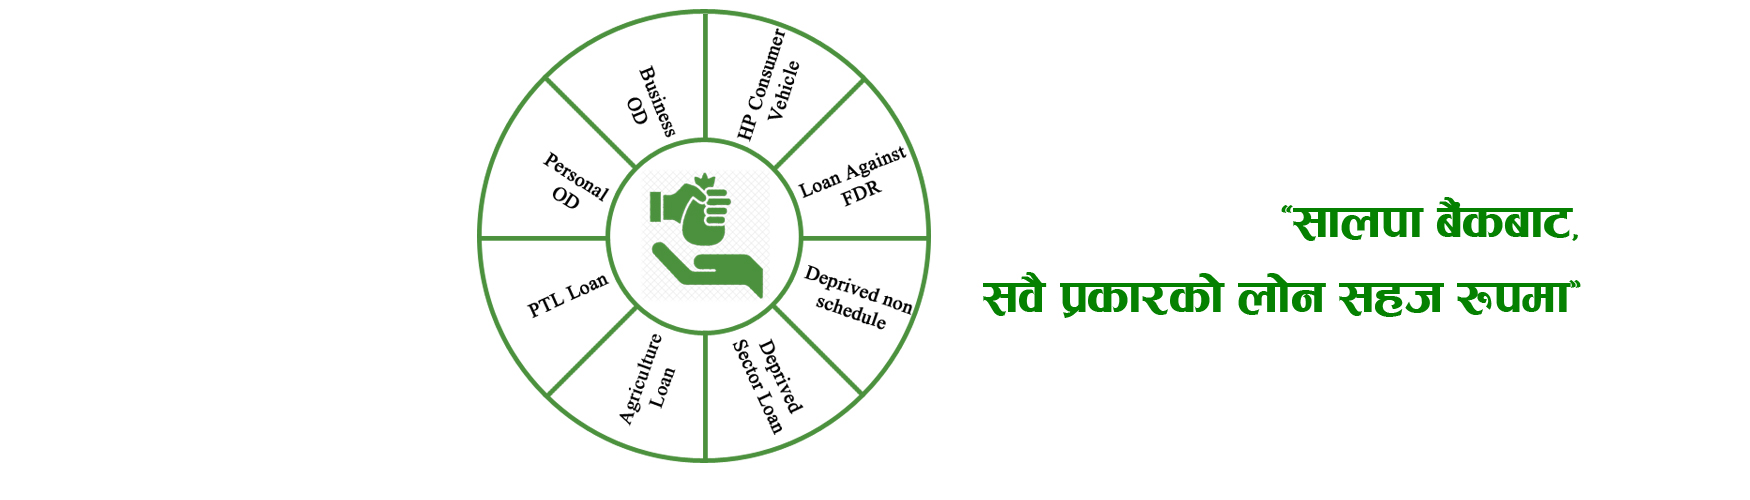 HP Consumer
Vehicle
Loan Against
FDR
Deprived non
schedule
Deprived
Sector Loan
Agriculture
Loan
PTL Loan
Personal
OD
Business
OD
“सालपा बैंकबाट,
सवै प्रकारको लोन सहज रुपमा”